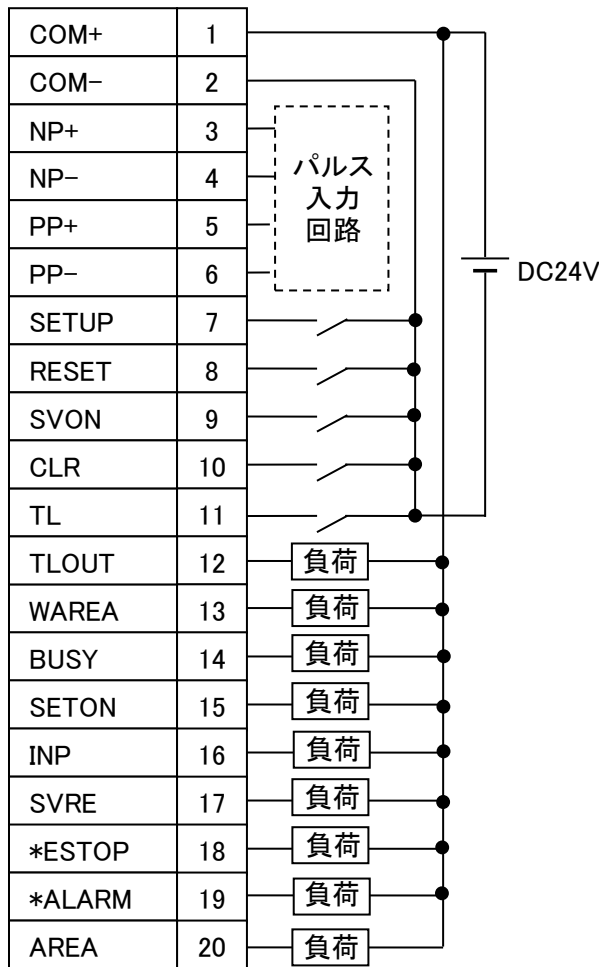 COM+ 1
COM- 2
NP+ 3
NP- 4
PP+ 5
PP- 6
パルス
入力
回路
DC24V
SETUP 7
RESET 8
SVON 9
CLR 10
TL 11
TLOUT 12 負荷
WAREA 13 負荷
BUSY 14 負荷
SETON 15 負荷
INP 16 負荷
SVRE 17 負荷
*ESTOP 18 負荷
*ALARM 19 負荷
AREA 20 負荷